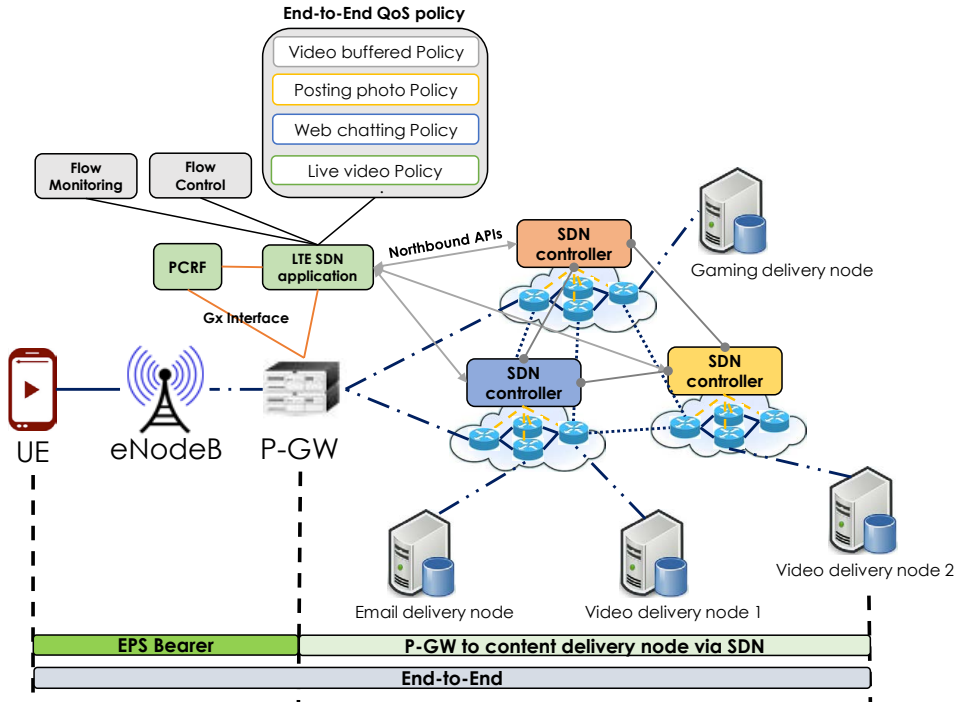 End-to-End QoS policy
Video buffered Policy
Posting photo Policy
Web chatting Policy
Live video Policy
.
Flow
Monitoring
Flow
Control
PCRF
LTE SDN
application
Northbound APIs
SDN
controller
Gaming delivery node
Gx Interface
SDN
controller
SDN
controller
UE
eNodeB
P-GW
Email delivery node
Video delivery node 1
Video delivery node 2
EPS Bearer
P-GW to content delivery node via SDN
End-to-End